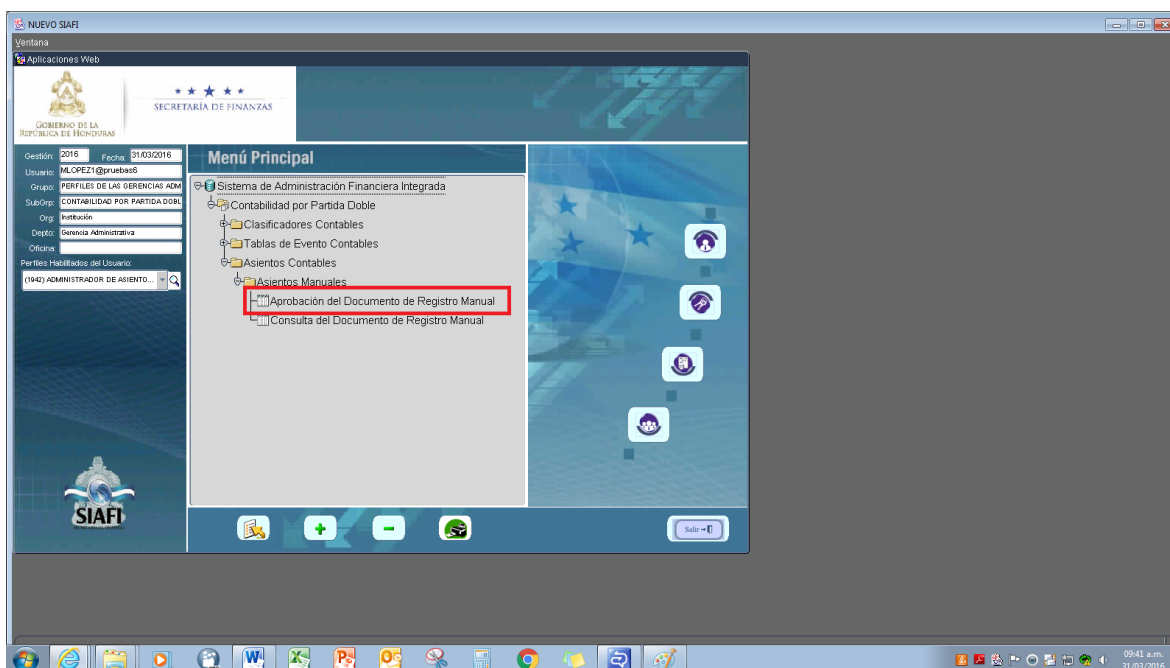 NUEVO SIAFI
Ventana
Aplicaciones Web
GOBIERNO DE LA
REPÚBLICA DE HONDURAS
SECRETARÍA DE FINANZAS
Gestión: 2016 Fecha: 31/03/2016
Usuario: MLOPEZ1@pruebas6
Grupo: PERFILES DE LAS GERENCIAS ADM
SubGrp: CONTABILIDAD POR PARTIDA DOBL
Org: Institución
Depto: Gerencia Administrativa
Oficina:
Perfiles Habilitados del Usuario:
(1942) ADMINISTRADOR DE ASIENTO...
Menú Principal
Sistema de Administración Financiera Integrada
Contabilidad por Partida Doble
Clasificadores Contables
Tablas de Evento Contables
Asientos Contables
Asientos Manuales
Aprobación del Documento de Registro Manual
Consulta del Documento de Registro Manual
SIAFI
Salir
09:41 a.m.
31/03/2016